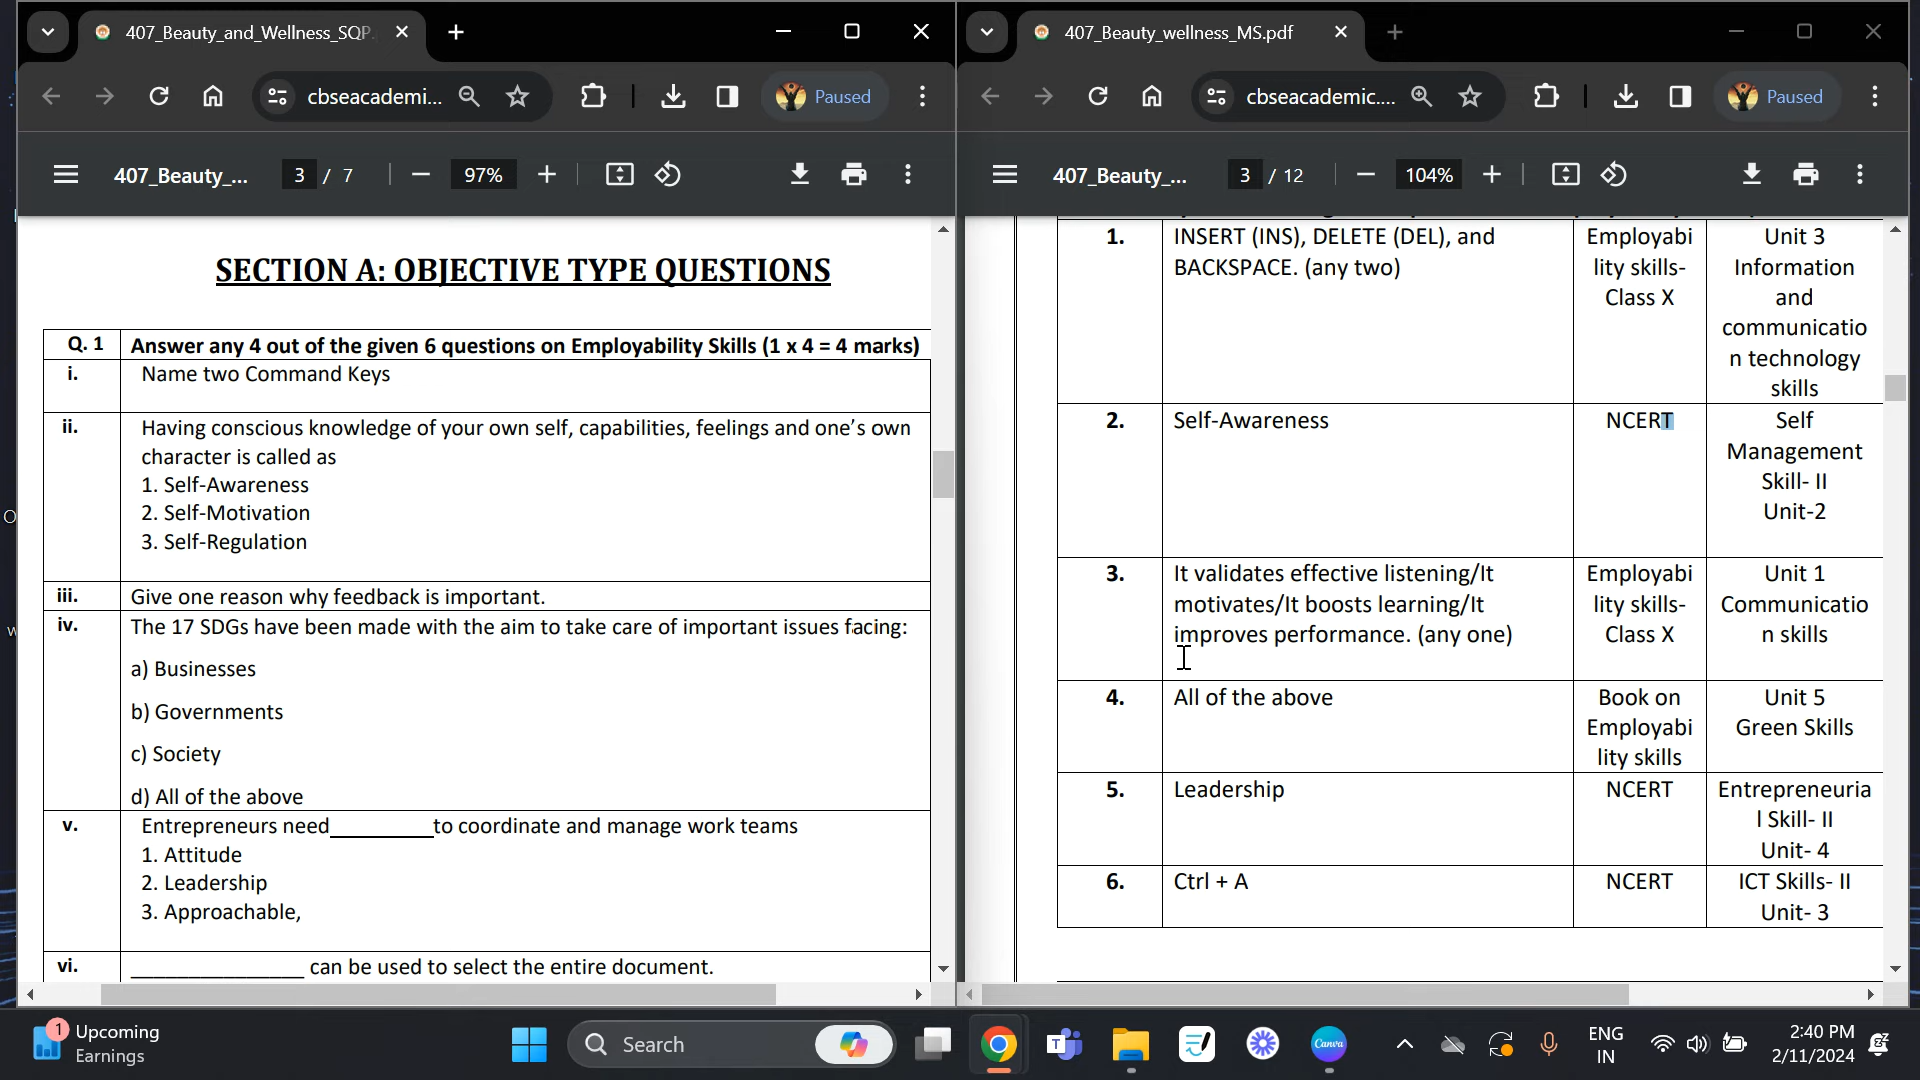 407_Beauty_and_Wellness_SQP
cbseacademi...
Paused
407_Beauty_...
3 / 7
97%
SECTION A: OBJECTIVE TYPE QUESTIONS
Q. 1 Answer any 4 out of the given 6 questions on Employability Skills (1 x 4 = 4 marks)
i. Name two Command Keys
ii. Having conscious knowledge of your own self, capabilities, feelings and one's own
character is called as
1. Self-Awareness
2. Self-Motivation
3. Self-Regulation
iii. Give one reason why feedback is important.
iv. The 17 SDGs have been made with the aim to take care of important issues facing:
a) Businesses
b) Governments
c) Society
d) All of the above
v. Entrepreneurs need_________to coordinate and manage work teams
1. Attitude
2. Leadership
3. Approachable,
vi. _______________ can be used to select the entire document.
407_Beauty_wellness_MS.pdf
cbseacademic....
Paused
407_Beauty_...
3 / 12
104%
1. INSERT (INS), DELETE (DEL), and
BACKSPACE. (any two)
Employabi
lity skills-
Class X
Unit 3
Information
and
communicatio
n technology
skills
2. Self-Awareness
NCERT
Self
Management
Skill- II
Unit-2
3. It validates effective listening/It
motivates/It boosts learning/It
improves performance. (any one)
Employabi
lity skills-
Class X
Unit 1
Communicatio
n skills
4. All of the above
Book on
Employabi
lity skills
Unit 5
Green Skills
5. Leadership
NCERT
Entrepreneuria
l Skill- II
Unit- 4
6. Ctrl + A
NCERT
ICT Skills- II
Unit- 3
1
Upcoming
Earnings
Search
T
Canva
ENG
IN
2:40 PM
2/11/2024